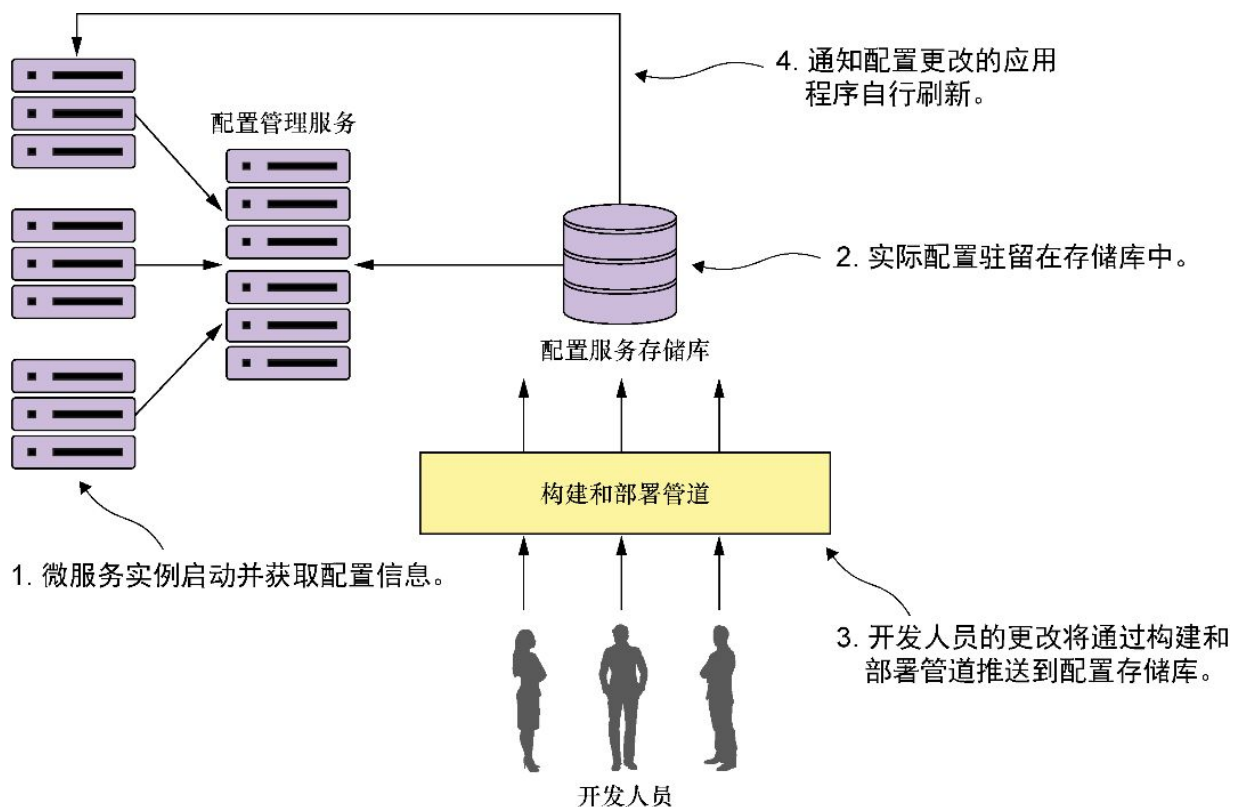 4. 通知配置更改的应用
程序自行刷新。
配置管理服务
2. 实际配置驻留在存储库中。
配置服务存储库
构建和部署管道
1. 微服务实例启动并获取配置信息。
3. 开发人员的更改将通过构建和
部署管道推送到配置存储库。
开发人员